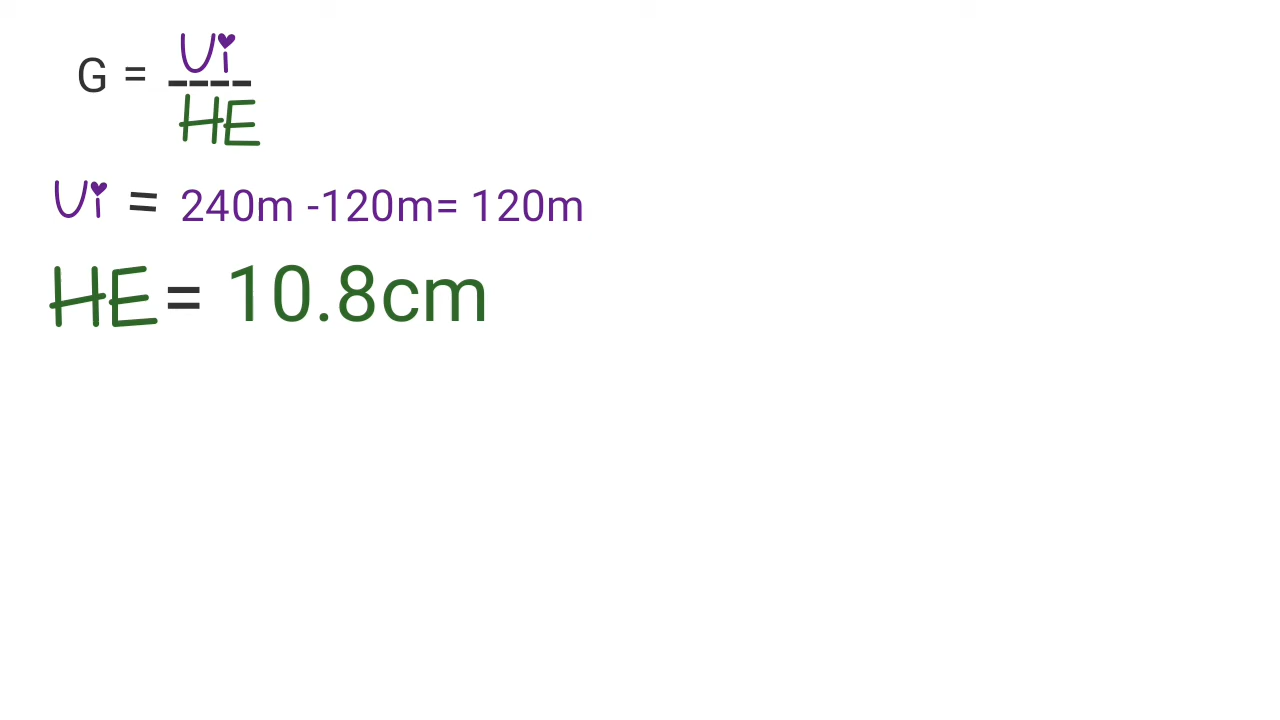 G = Ui
----
HE
Ui = 240m -120m= 120m
HE = 10.8cm